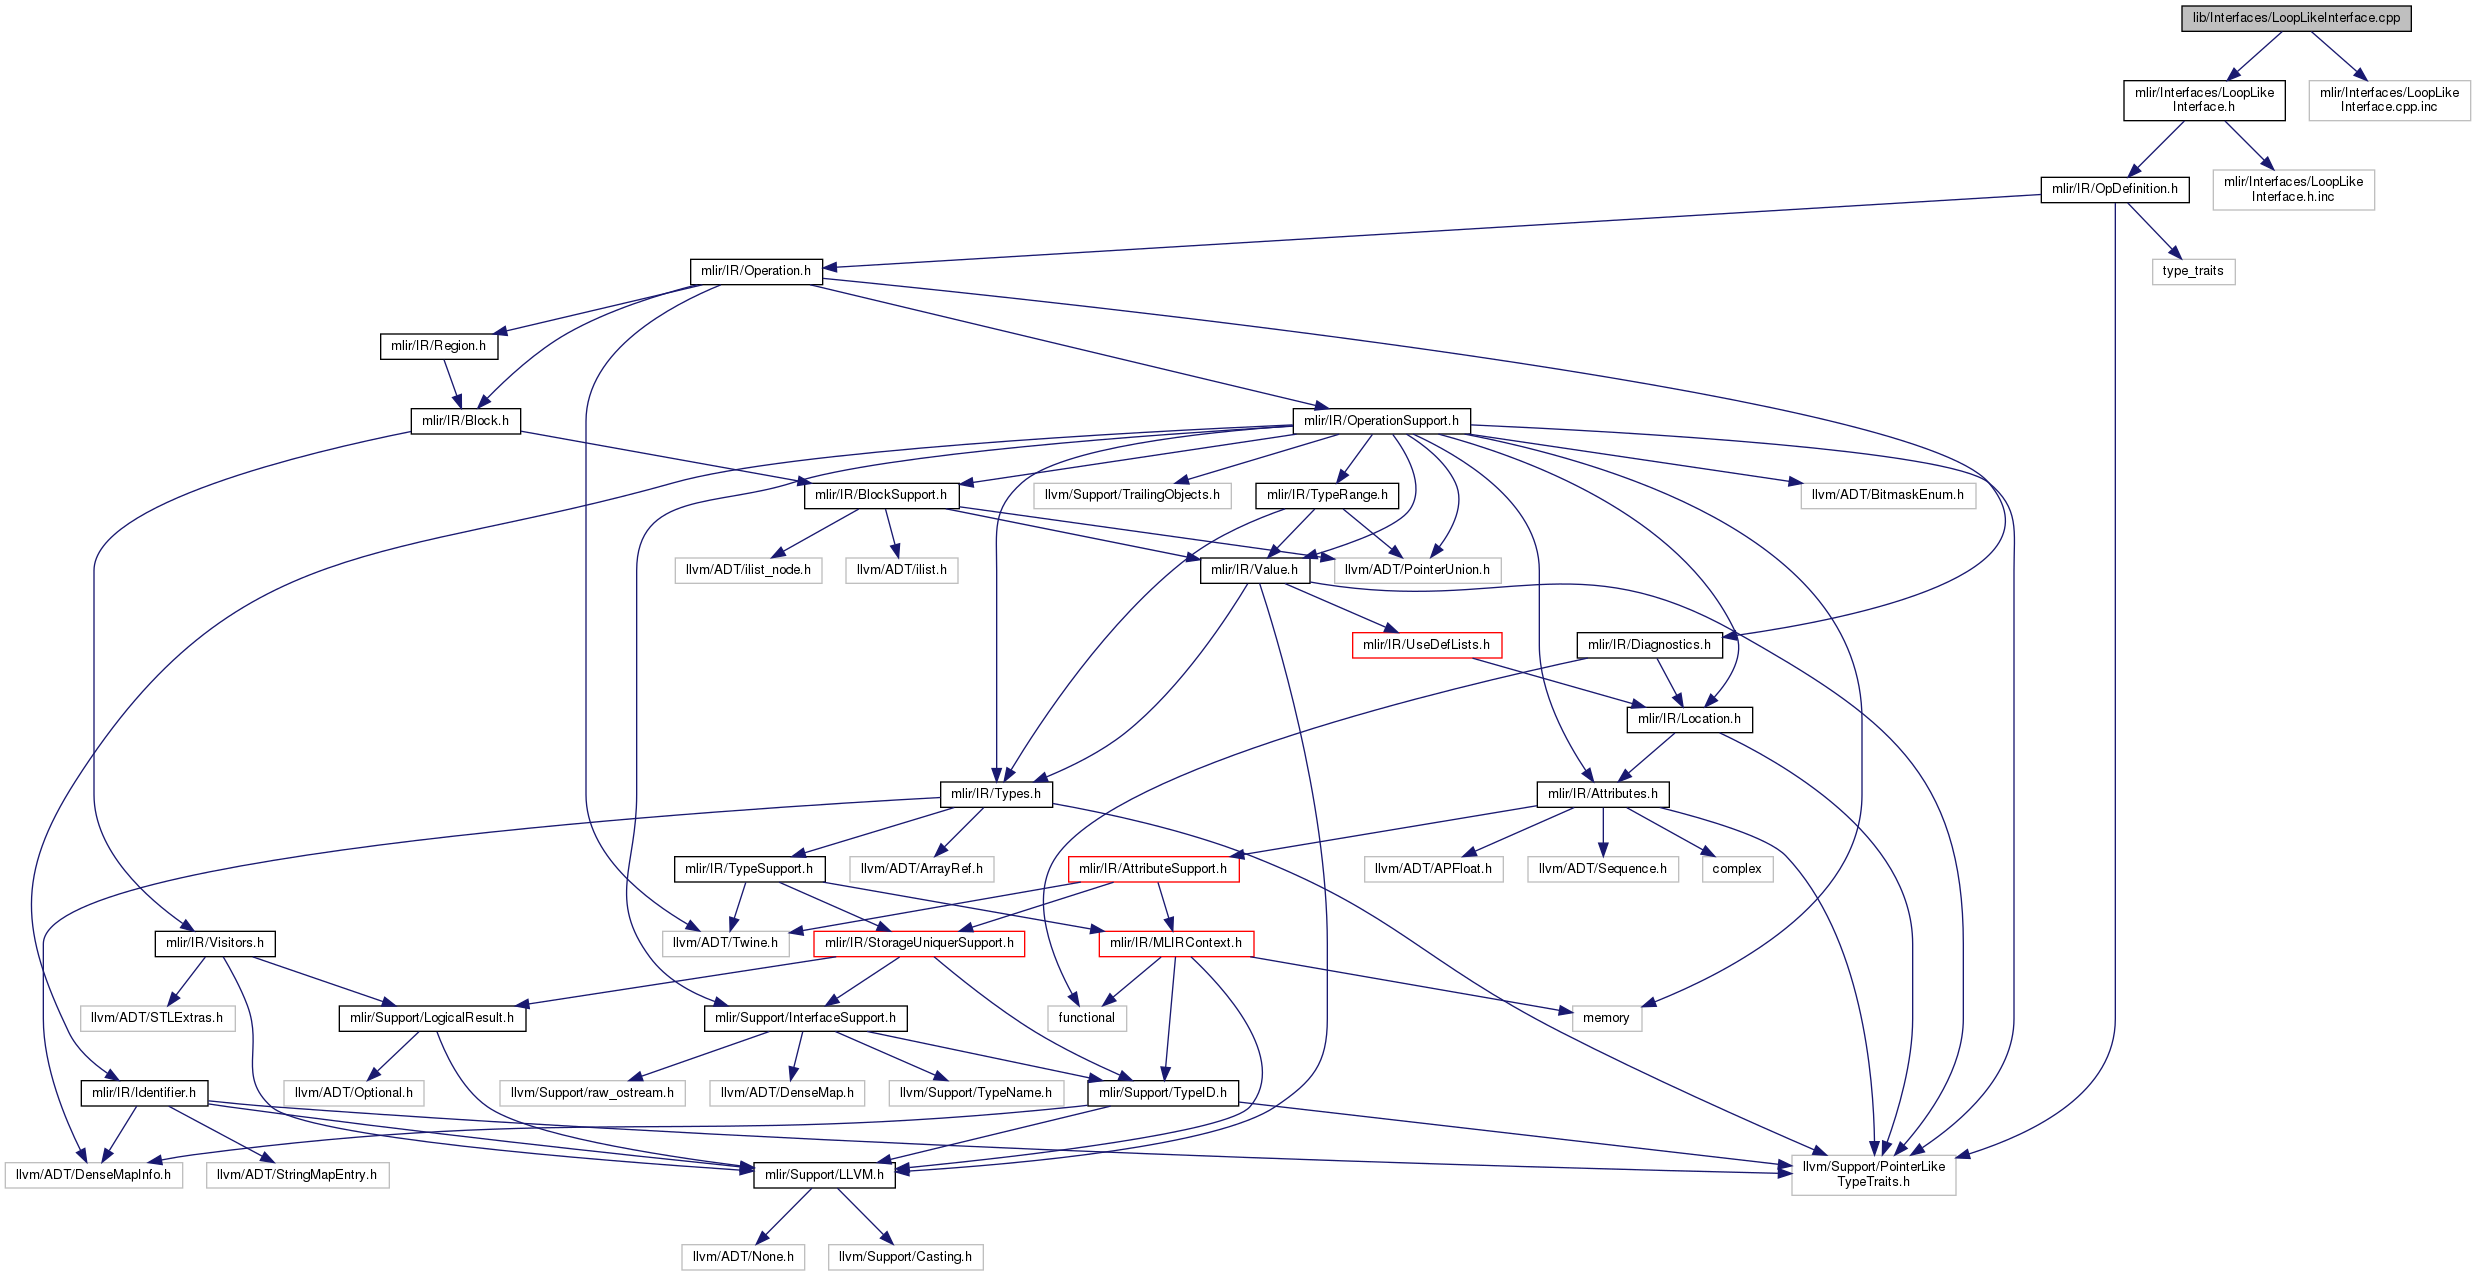 lib/Interfaces/LoopLikeInterface.cpp
mlir/Interfaces/LoopLike
Interface.h
mlir/Interfaces/LoopLike
Interface.cpp.inc
mlir/IR/OpDefinition.h
mlir/Interfaces/LoopLike
Interface.h.inc
mlir/IR/Operation.h
type_traits
mlir/IR/Region.h
mlir/IR/Block.h
mlir/IR/OperationSupport.h
mlir/IR/BlockSupport.h
llvm/Support/TrailingObjects.h
mlir/IR/TypeRange.h
llvm/ADT/BitmaskEnum.h
llvm/ADT/ilist_node.h
llvm/ADT/ilist.h
mlir/IR/Value.h
llvm/ADT/PointerUnion.h
mlir/IR/UseDefLists.h
mlir/IR/Diagnostics.h
mlir/IR/Location.h
mlir/IR/Types.h
mlir/IR/Attributes.h
mlir/IR/TypeSupport.h
llvm/ADT/ArrayRef.h
mlir/IR/AttributeSupport.h
llvm/ADT/APFloat.h
llvm/ADT/Sequence.h
complex
mlir/IR/Visitors.h
llvm/ADT/Twine.h
mlir/IR/StorageUniquerSupport.h
mlir/IR/MLIRContext.h
llvm/ADT/STLExtras.h
mlir/Support/LogicalResult.h
mlir/Support/InterfaceSupport.h
functional
memory
mlir/IR/Identifier.h
llvm/ADT/Optional.h
llvm/Support/raw_ostream.h
llvm/ADT/DenseMap.h
llvm/Support/TypeName.h
mlir/Support/TypeID.h
llvm/ADT/DenseMapInfo.h
llvm/ADT/StringMapEntry.h
mlir/Support/LLVM.h
llvm/Support/PointerLike
TypeTraits.h
llvm/ADT/None.h
llvm/Support/Casting.h